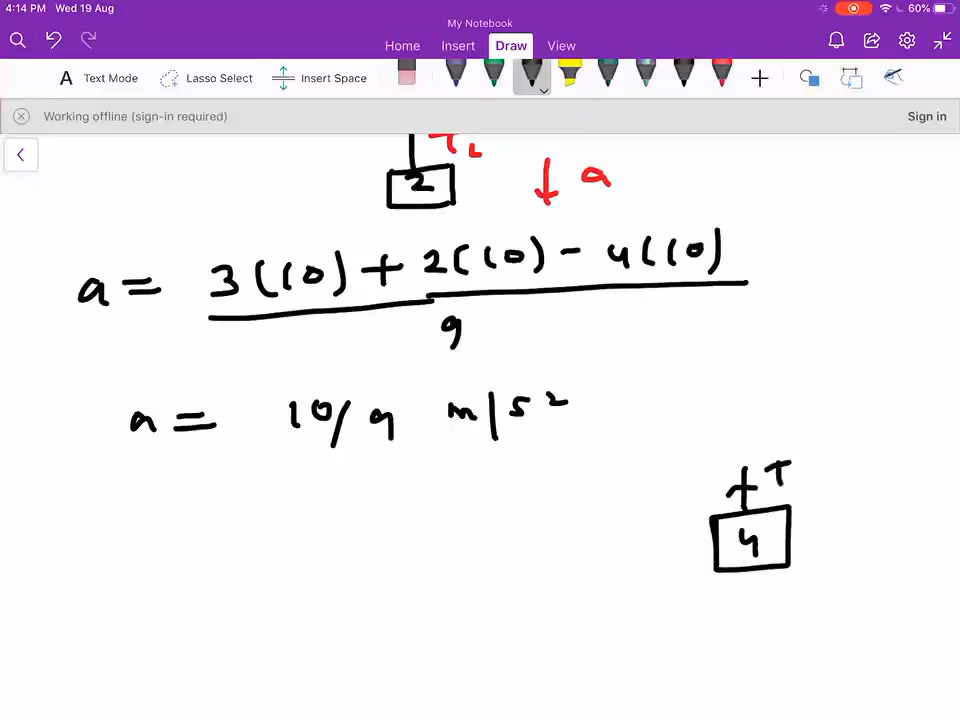 4:14 PM Wed 19 Aug
60%
My Notebook
Home Insert Draw View
A Text Mode Lasso Select Insert Space
Working offline (sign-in required) Sign in
2
a
a = 3(10) + 2(10) - 4(10)
9
a = 10/9 m/s²
T
4